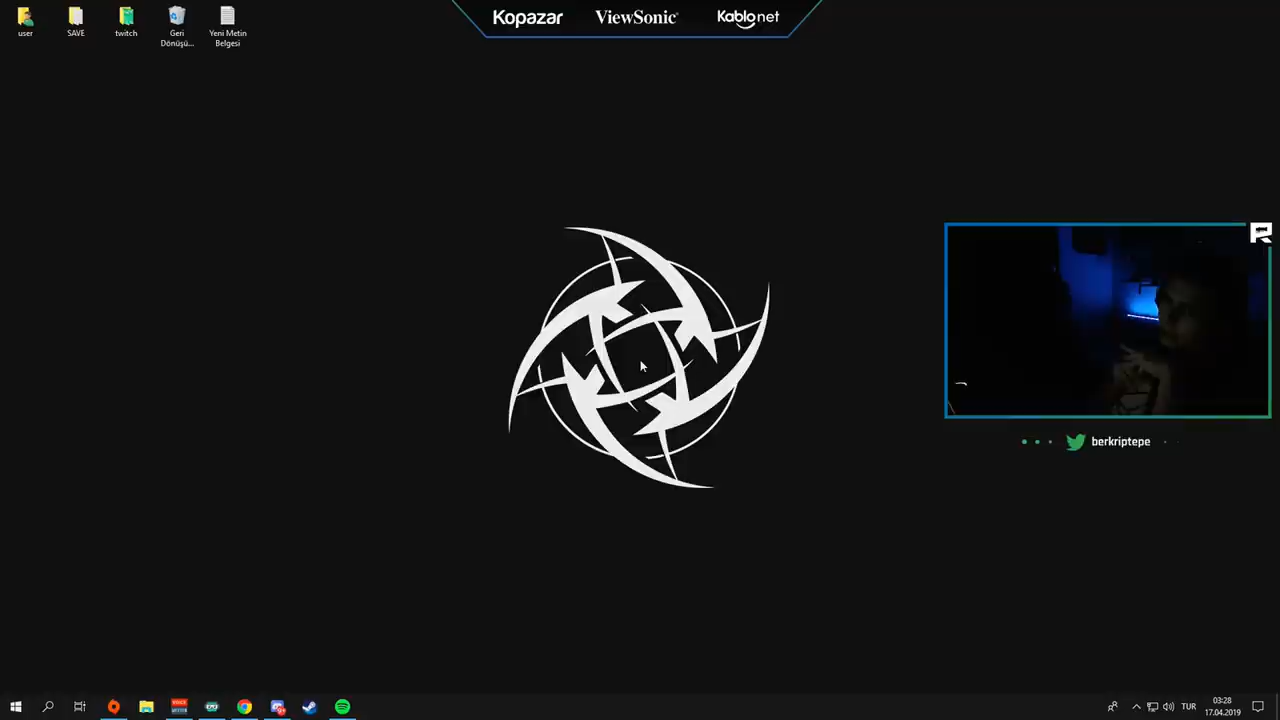 Kopazar ViewSonic Kablonet
user
SAVE
twitch
Geri
Dönüşü...
Yeni Metin
Belgesi
berkriptepe
TUR
03:28
17.04.2019